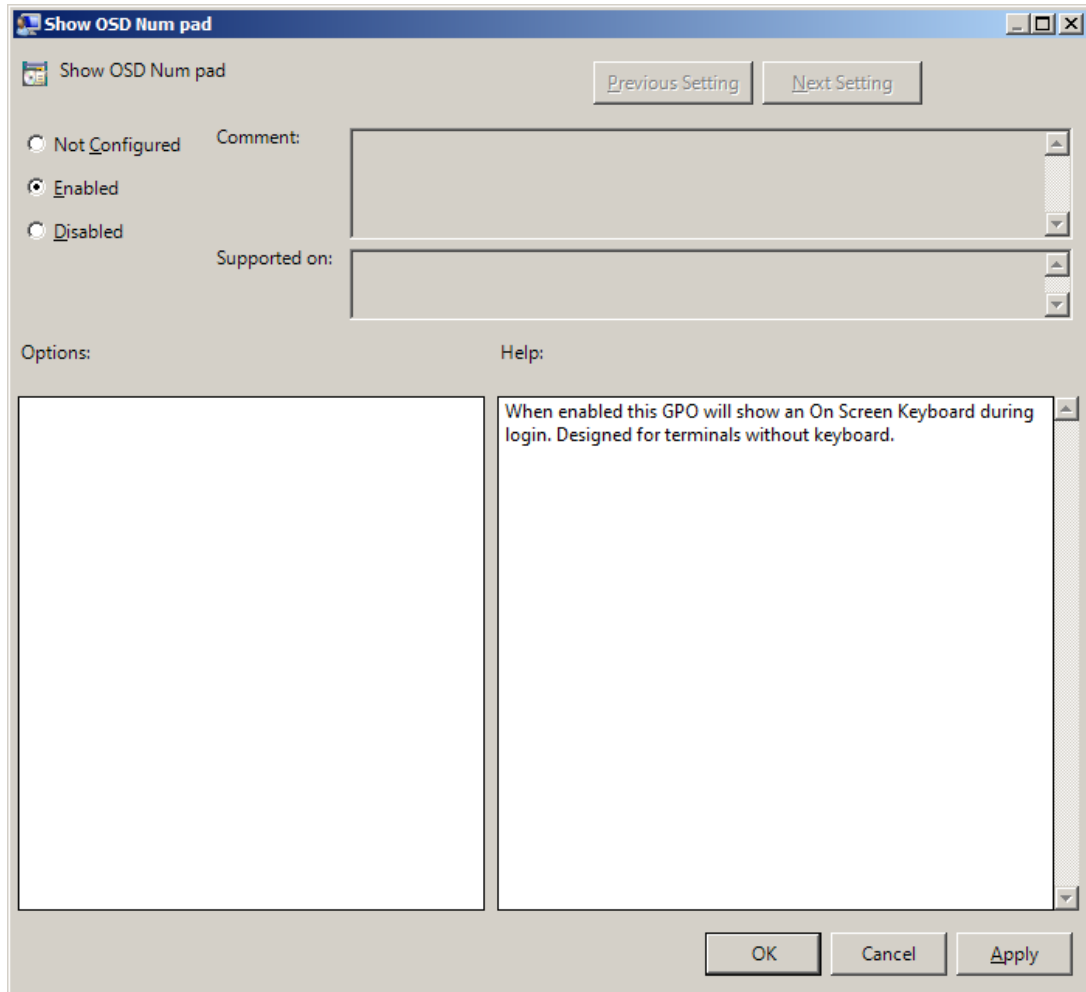 Show OSD Num pad
Show OSD Num pad
Previous Setting
Next Setting
Not Configured
Comment:
Enabled
Disabled
Supported on:
Options:
Help:
When enabled this GPO will show an On Screen Keyboard during
login. Designed for terminals without keyboard.
OK
Cancel
Apply